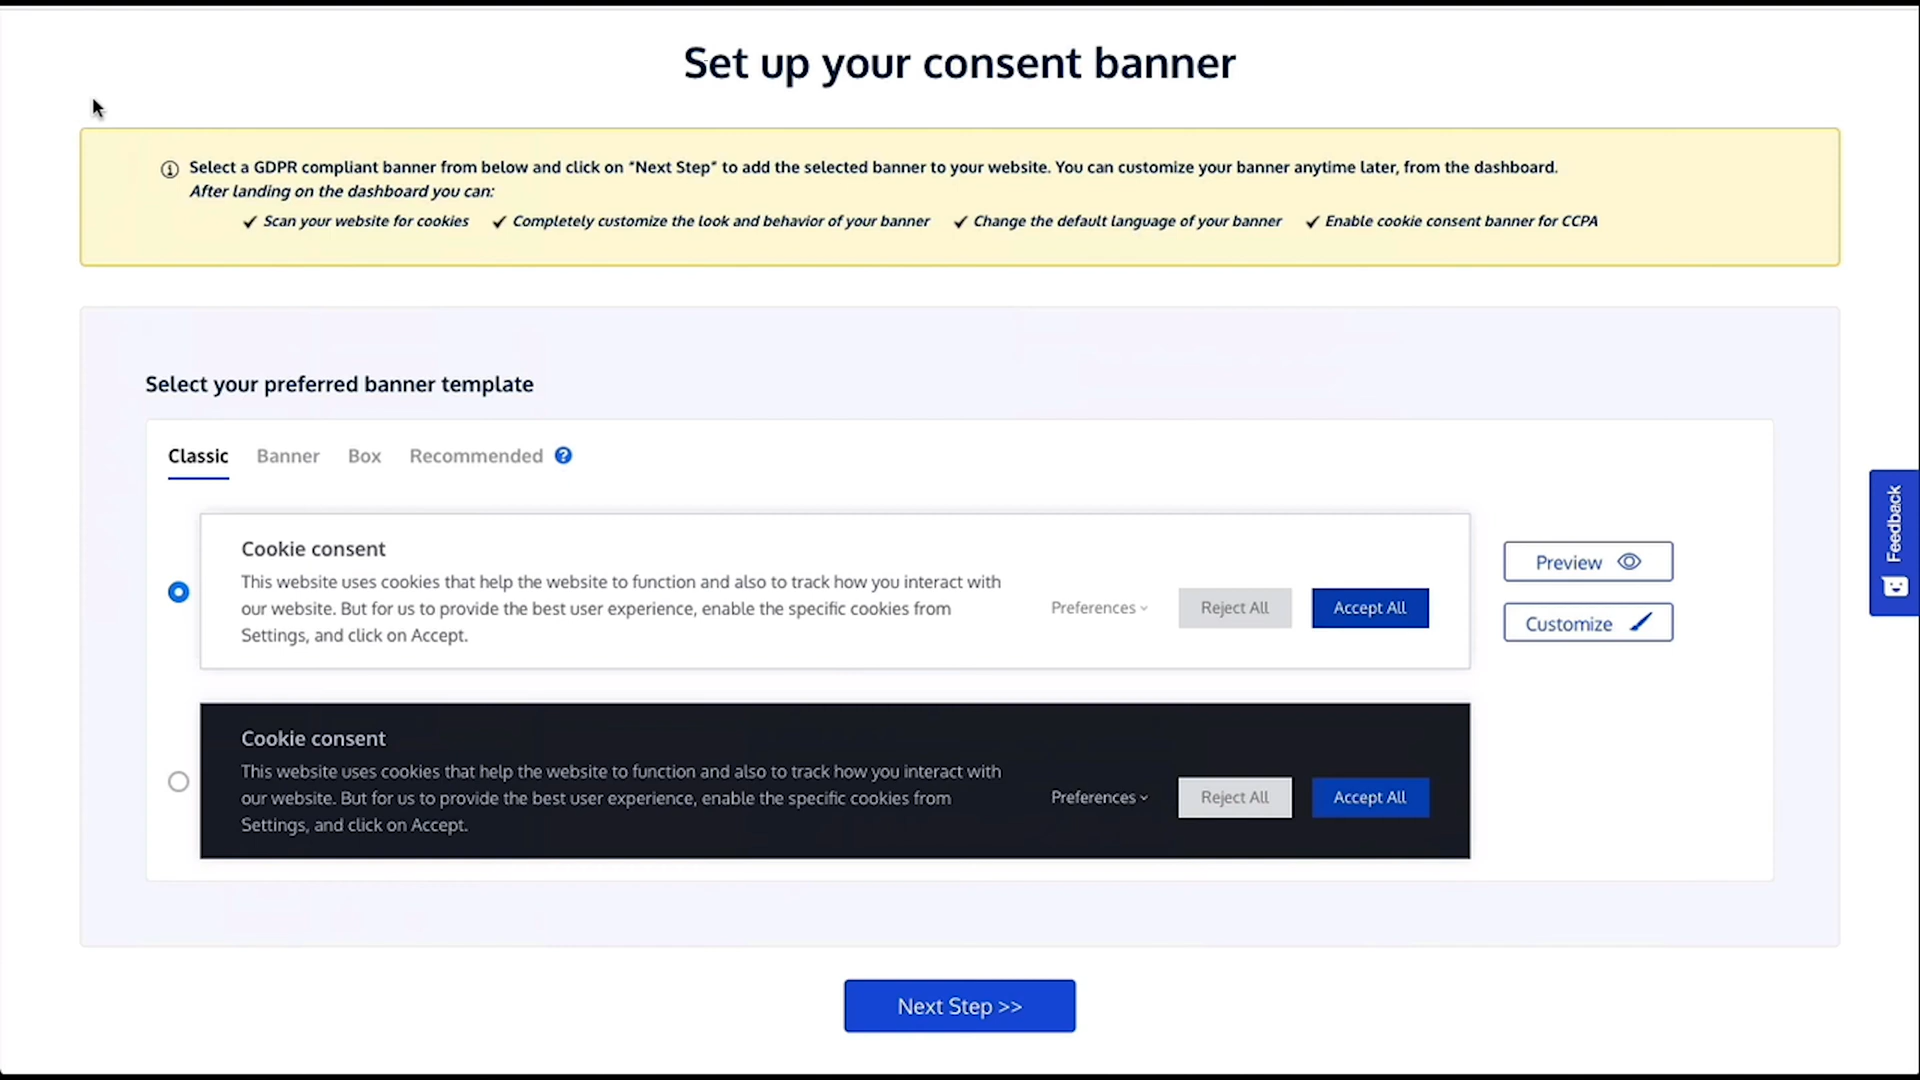 Set up your consent banner
Select a GDPR compliant banner from below and click on "Next Step" to add the selected banner to your website. You can customize your banner anytime later, from the dashboard.
After landing on the dashboard you can:
✓ Scan your website for cookies ✓ Completely customize the look and behavior of your banner ✓ Change the default language of your banner ✓ Enable cookie consent banner for CCPA
Select your preferred banner template
Classic Banner Box Recommended ?
Cookie consent
This website uses cookies that help the website to function and also to track how you interact with
our website. But for us to provide the best user experience, enable the specific cookies from
Settings, and click on Accept.
Preferences Reject All Accept All
Preview
Customize
Cookie consent
This website uses cookies that help the website to function and also to track how you interact with
our website. But for us to provide the best user experience, enable the specific cookies from
Settings, and click on Accept.
Preferences Reject All Accept All
Feedback
Next Step >>